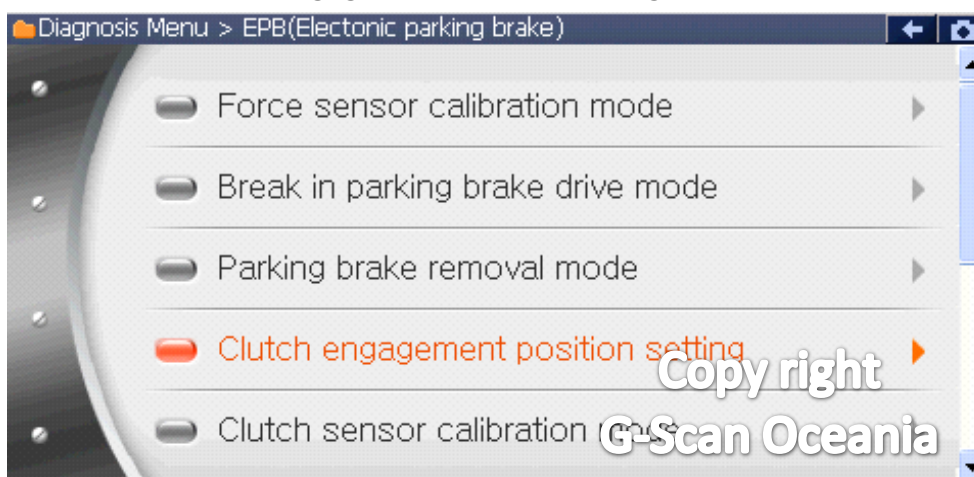 Diagnosis Menu > EPB(Electonic parking brake)
Force sensor calibration mode
Break in parking brake drive mode
Parking brake removal mode
Clutch engagement position setting
Copy right
Clutch sensor calibration mode
G-Scan Oceania